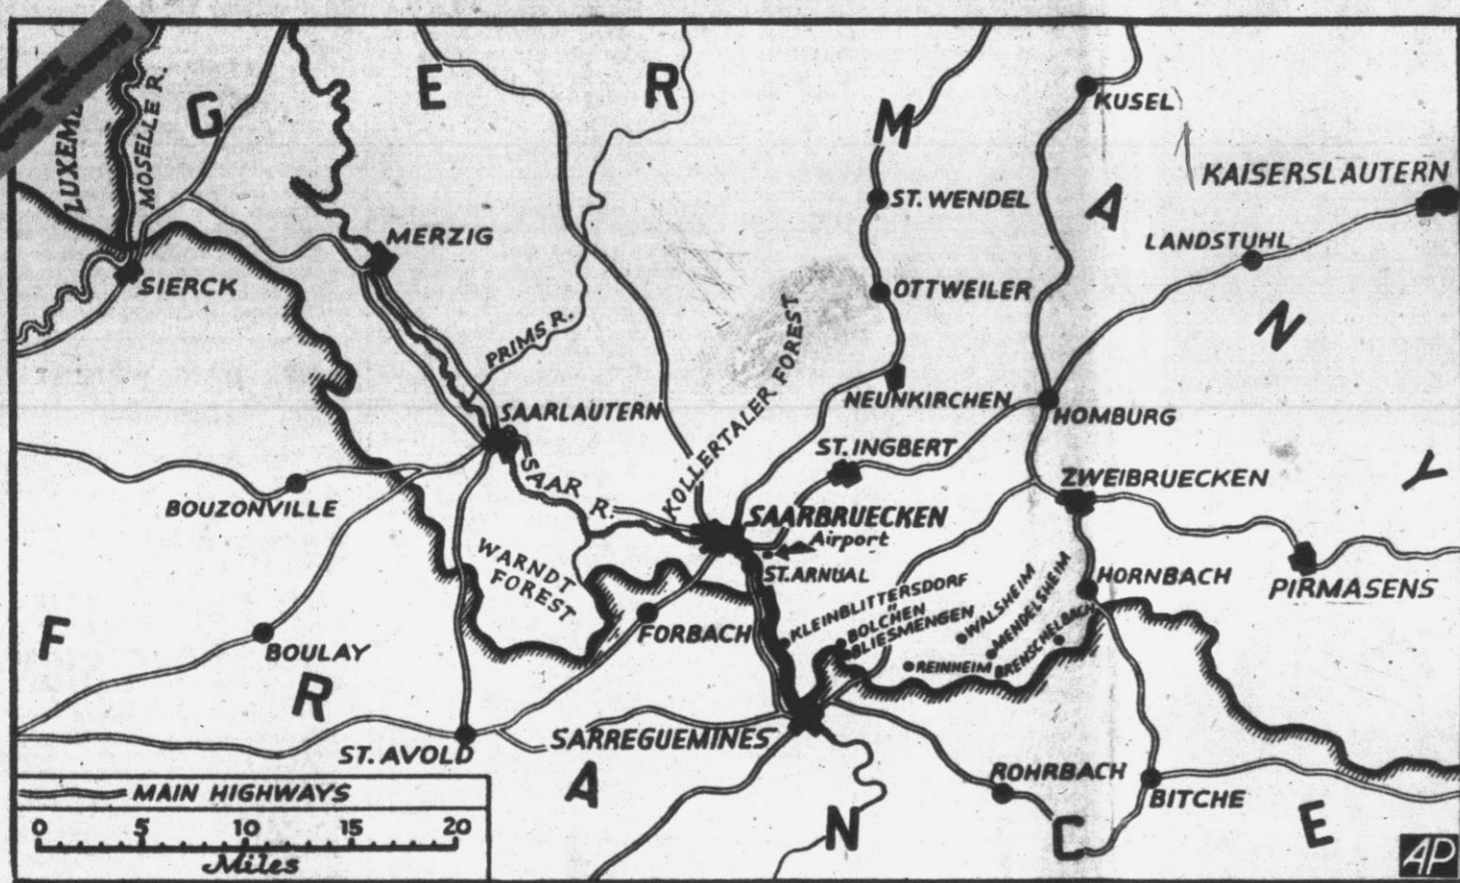 G
E
R
M
A
N
Y
LUXEM
MOSELLE R.
KUSEL
KAISERSLAUTERN
ST. WENDEL
LANDSTUHL
MERZIG
SIERCK
OTTWEILER
PRIMS R.
KOLLERTALER FOREST
NEUNKIRCHEN
HOMBURG
SAARLAUTERN
ST. INGBERT
SAAR R.
ZWEIBRUECKEN
BOUZONVILLE
SAARBRUECKEN
Airport
WARNDT
FOREST
ST. ARNUAL
HORNBACH
PIRMASENS
KLEINBLITTERSDORF
BOLCHEN
BLIESMENGEN
WALSHEIM
MENDELSHEIM
BRENSCHELBACH
REINHEIM
FORBACH
BOULAY
F
R
A
N
C
E
ST. AVOLD
SARREGUEMINES
ROHRBACH
BITCHE
MAIN HIGHWAYS
0 5 10 15 20
Miles
AP